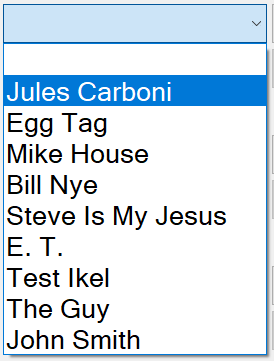 Jules Carboni
Egg Tag
Mike House
Bill Nye
Steve Is My Jesus
E. T.
Test Ikel
The Guy
John Smith